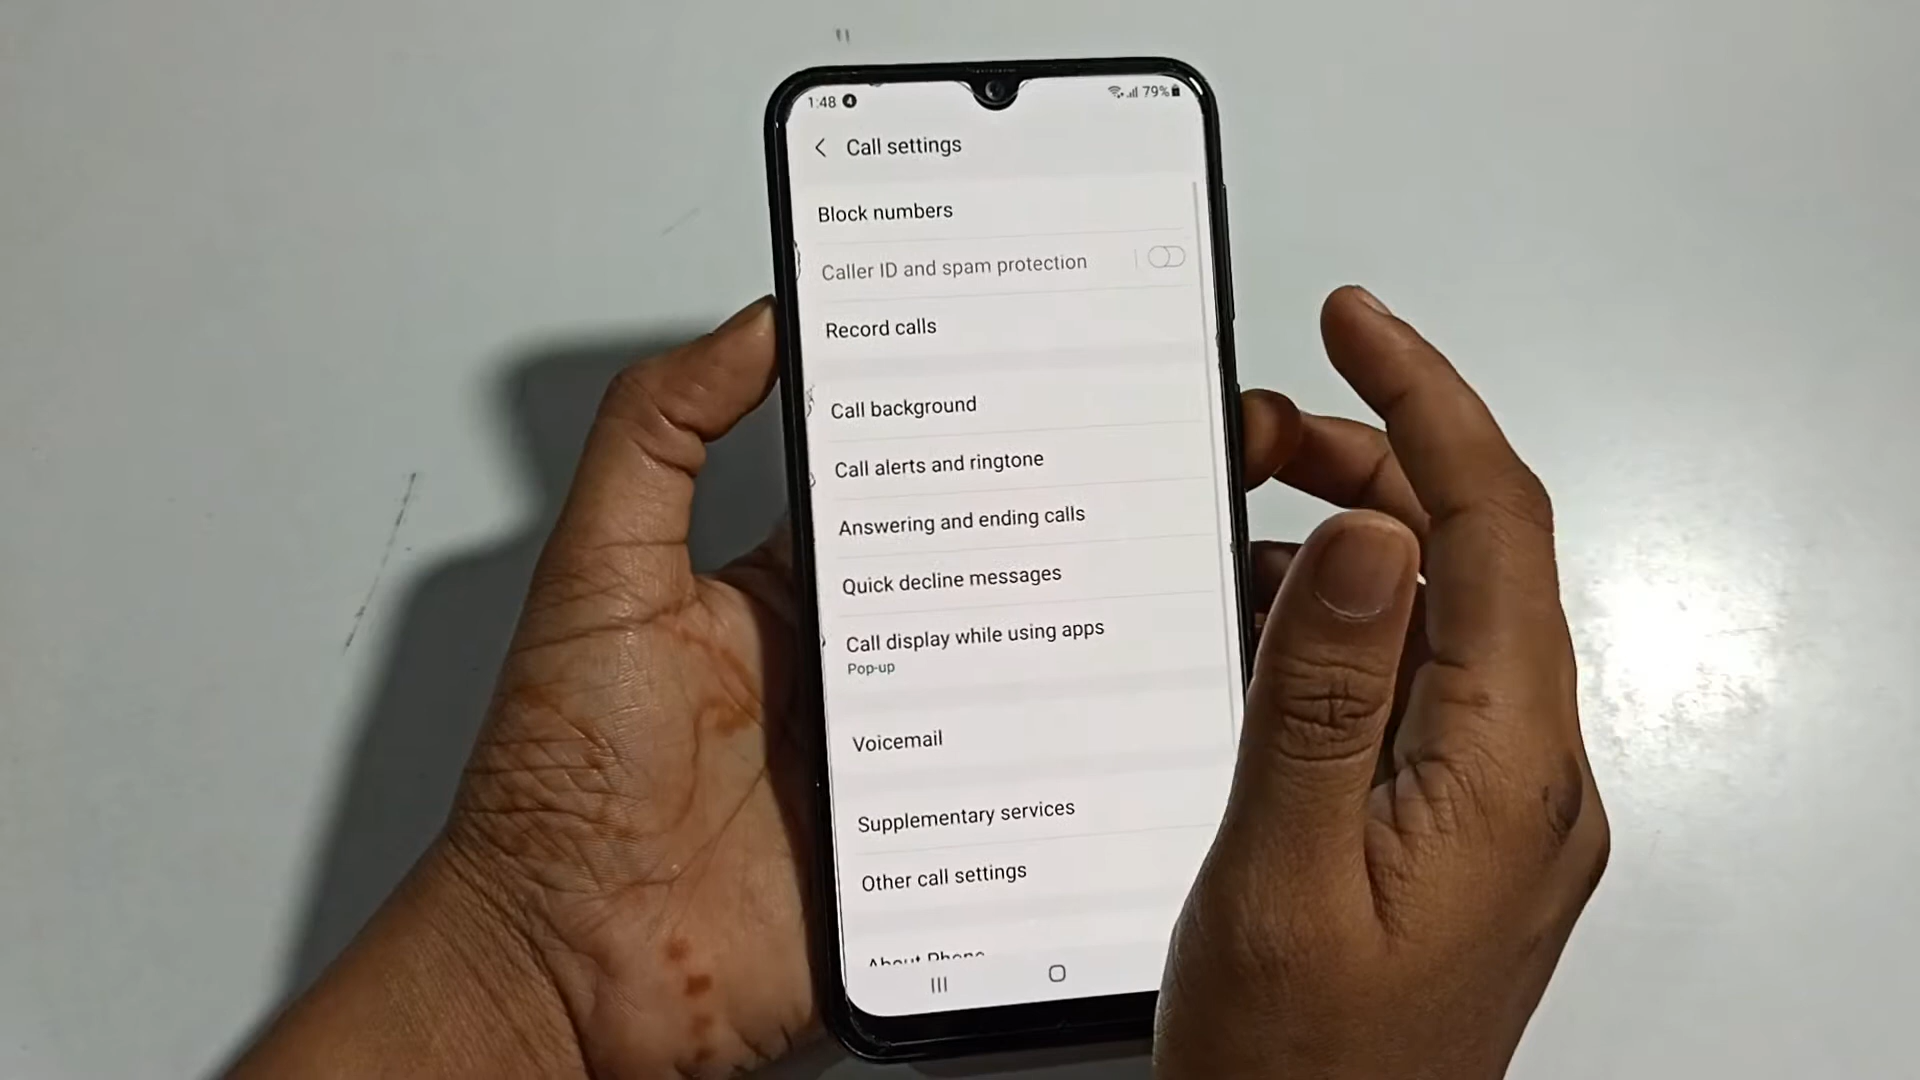 1:48
79%
Call settings
Block numbers
Caller ID and spam protection
Record calls
Call background
Call alerts and ringtone
Answering and ending calls
Quick decline messages
Call display while using apps
Pop-up
Voicemail
Supplementary services
Other call settings
About Phone